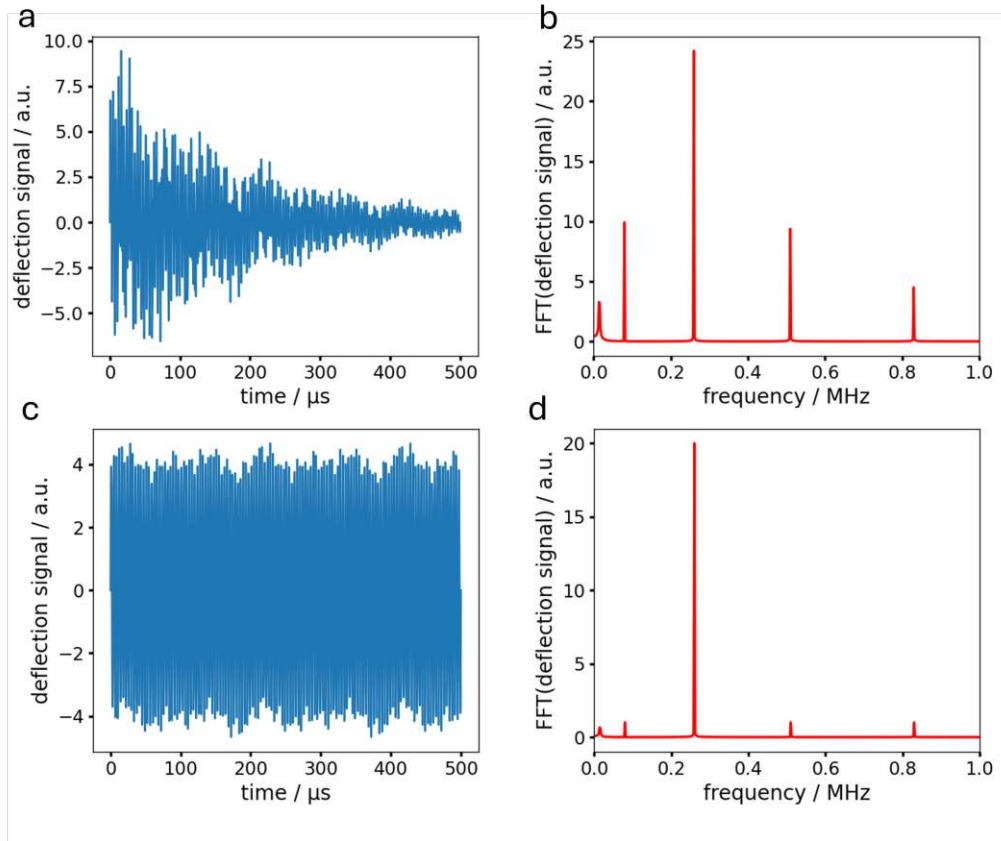 a
10.0
7.5
5.0
2.5
0.0
−2.5
−5.0
deflection signal / a.u.
0 100 200 300 400 500
time / µs
b
25
20
15
10
5
0
FFT(deflection signal) / a.u.
0.0 0.2 0.4 0.6 0.8 1.0
frequency / MHz
c
4
2
0
−2
−4
deflection signal / a.u.
0 100 200 300 400 500
time / µs
d
20
15
10
5
0
FFT(deflection signal) / a.u.
0.0 0.2 0.4 0.6 0.8 1.0
frequency / MHz